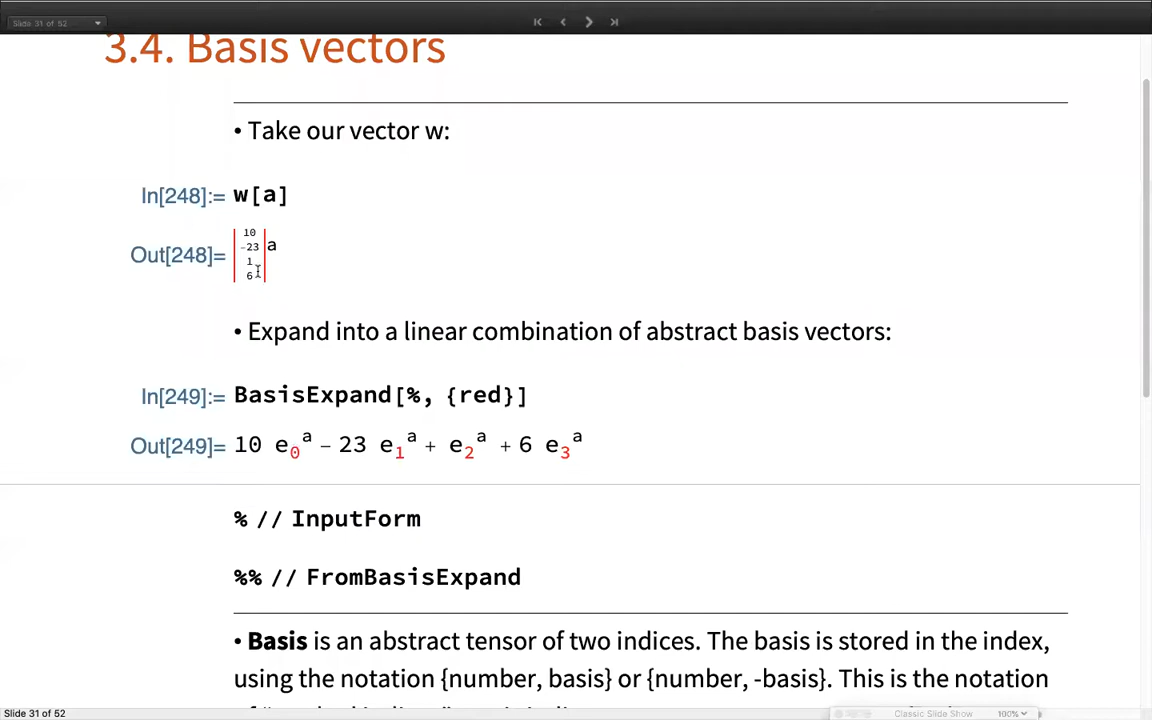 Slide 31 of 52
3.4. Basis vectors
• Take our vector w:
In[248]:= w[a]
Out[248]= 10 -23 1 6 a
• Expand into a linear combination of abstract basis vectors:
In[249]:= BasisExpand[%, {red}]
Out[249]= 10 e₀ᵃ – 23 e₁ᵃ + e₂ᵃ + 6 e₃ᵃ
% // InputForm
%% // FromBasisExpand
• Basis is an abstract tensor of two indices. The basis is stored in the index,
using the notation {number, basis} or {number, -basis}. This is the notation
Slide 31 of 52
Classic Slide Show
100%